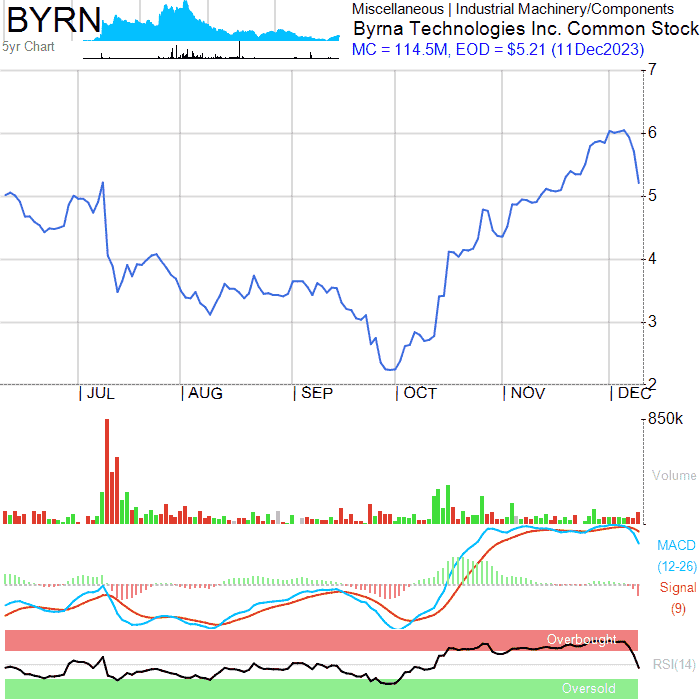 BYRN
5yr Chart
Miscellaneous | Industrial Machinery/Components
Byrna Technologies Inc. Common Stock
MC = 114.5M, EOD = $5.21 (11Dec2023)
7
6
5
4
3
2
| JUL | AUG | SEP | OCT | NOV | DEC
850k
Volume
MACD
(12-26)
Signal
(9)
Overbought
RSI(14)
Oversold